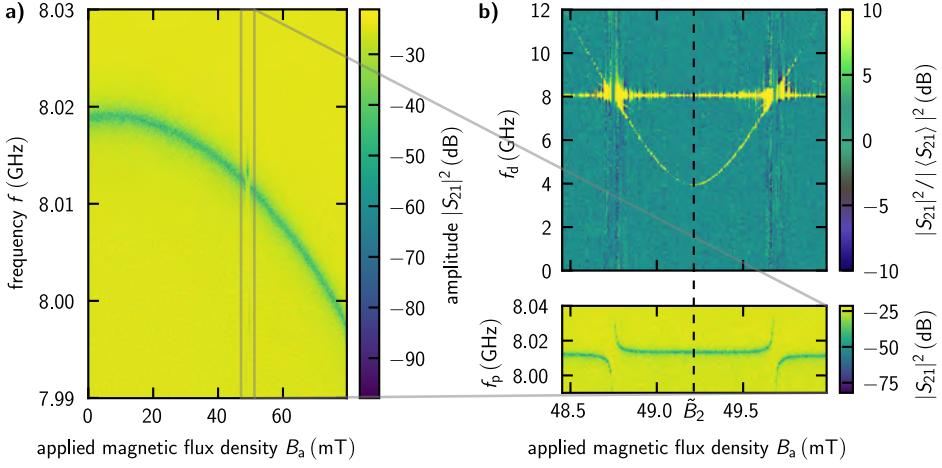 a)
8.03
8.02
8.01
8.00
7.99
frequency f (GHz)
0 20 40 60
applied magnetic flux density Bₐ (mT)
−30
−40
−50
−60
−70
−80
−90
amplitude |S₂₁|² (dB)
b)
12
10
8
6
4
2
0
f_d (GHz)
10
5
0
−5
−10
|S₂₁|²/|⟨S₂₁⟩|² (dB)
8.04
8.02
8.00
f_p (GHz)
48.5 49.0 B̃₂ 49.5
applied magnetic flux density Bₐ (mT)
−25
−50
−75
|S₂₁|² (dB)